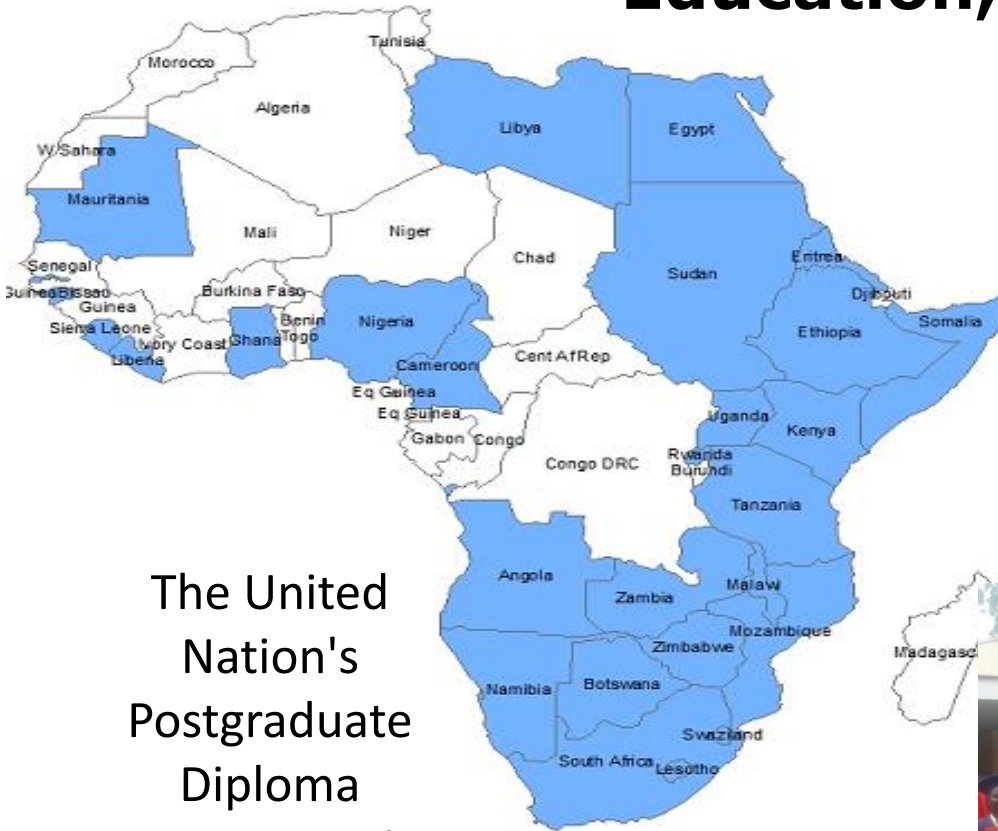 Education,
Tunisia
Morocco
Algeria
Libya
Egypt
W Sahara
Mauritania
Mali
Niger
Chad
Sudan
Eritrea
Senegal
GuineaBissao
Guinea
Burkina Faso
Djibouti
Sierra Leone
Ivory Coast
Ghana
Benin
Togo
Nigeria
Ethiopia
Somalia
Liberia
Cameroon
Cent AfRep
Eq Guinea
Eq Guinea
Gabon
Congo
Uganda
Kenya
Congo DRC
Rwanda
Burundi
Tanzania
Angola
Zambia
Malawi
Mozambique
Zimbabwe
Madagasc
Namibia
Botswana
Swaziland
South Africa
Lesotho
The United
Nation's
Postgraduate
Diploma